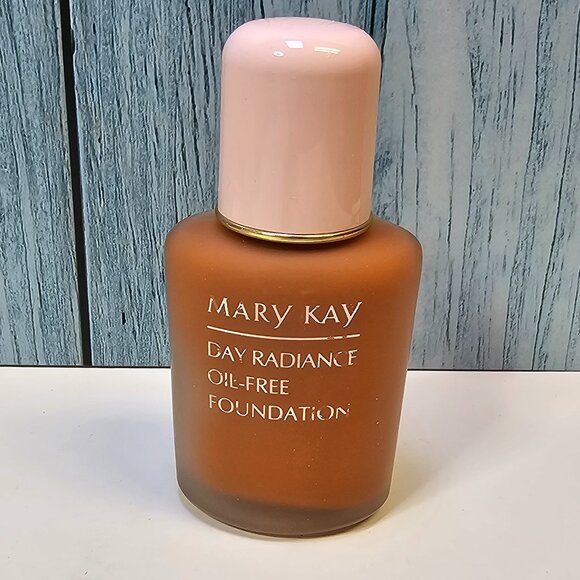 MARY KAY
DAY RADIANCE
OIL-FREE
FOUNDATION